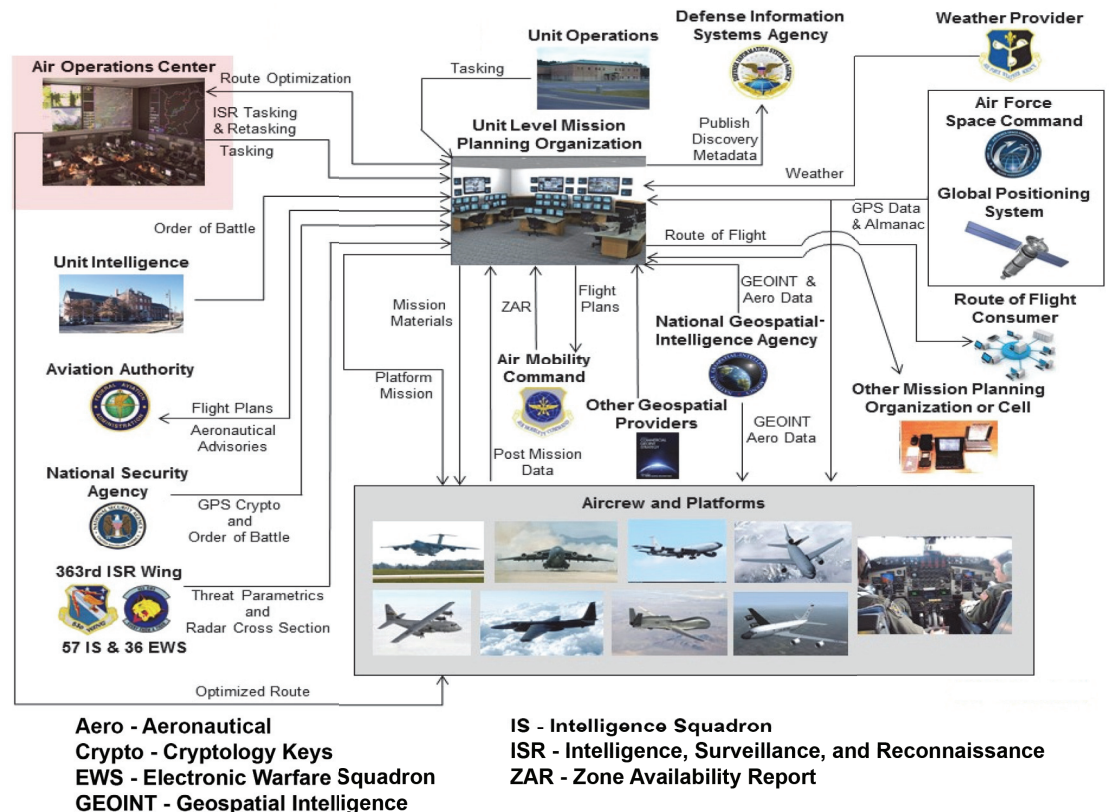 Defense Information
Systems Agency
Weather Provider
Unit Operations
Air Operations Center
Tasking
Route Optimization
ISR Tasking
& Retasking
Tasking
Unit Level Mission
Planning Organization
Publish
Discovery
Metadata
Air Force
Space Command
Weather
Global Positioning
System
GPS Data
& Almanac
Order of Battle
Route of Flight
Unit Intelligence
Mission
Materials
ZAR
Flight
Plans
GEOINT &
Aero Data
Route of Flight
Consumer
National Geospatial-
Intelligence Agency
Aviation Authority
Platform
Mission
Air Mobility
Command
Other Mission Planning
Organization or Cell
Flight Plans
Aeronautical
Advisories
Other Geospatial
Providers
GEOINT
Aero Data
Post Mission
Data
National Security
Agency
GPS Crypto
and
Order of Battle
Aircrew and Platforms
363rd ISR Wing
Threat Parametrics
and
Radar Cross Section
57 IS & 36 EWS
Optimized Route
Aero - Aeronautical
Crypto - Cryptology Keys
EWS - Electronic Warfare Squadron
GEOINT - Geospatial Intelligence
IS - Intelligence Squadron
ISR - Intelligence, Surveillance, and Reconnaissance
ZAR - Zone Availability Report